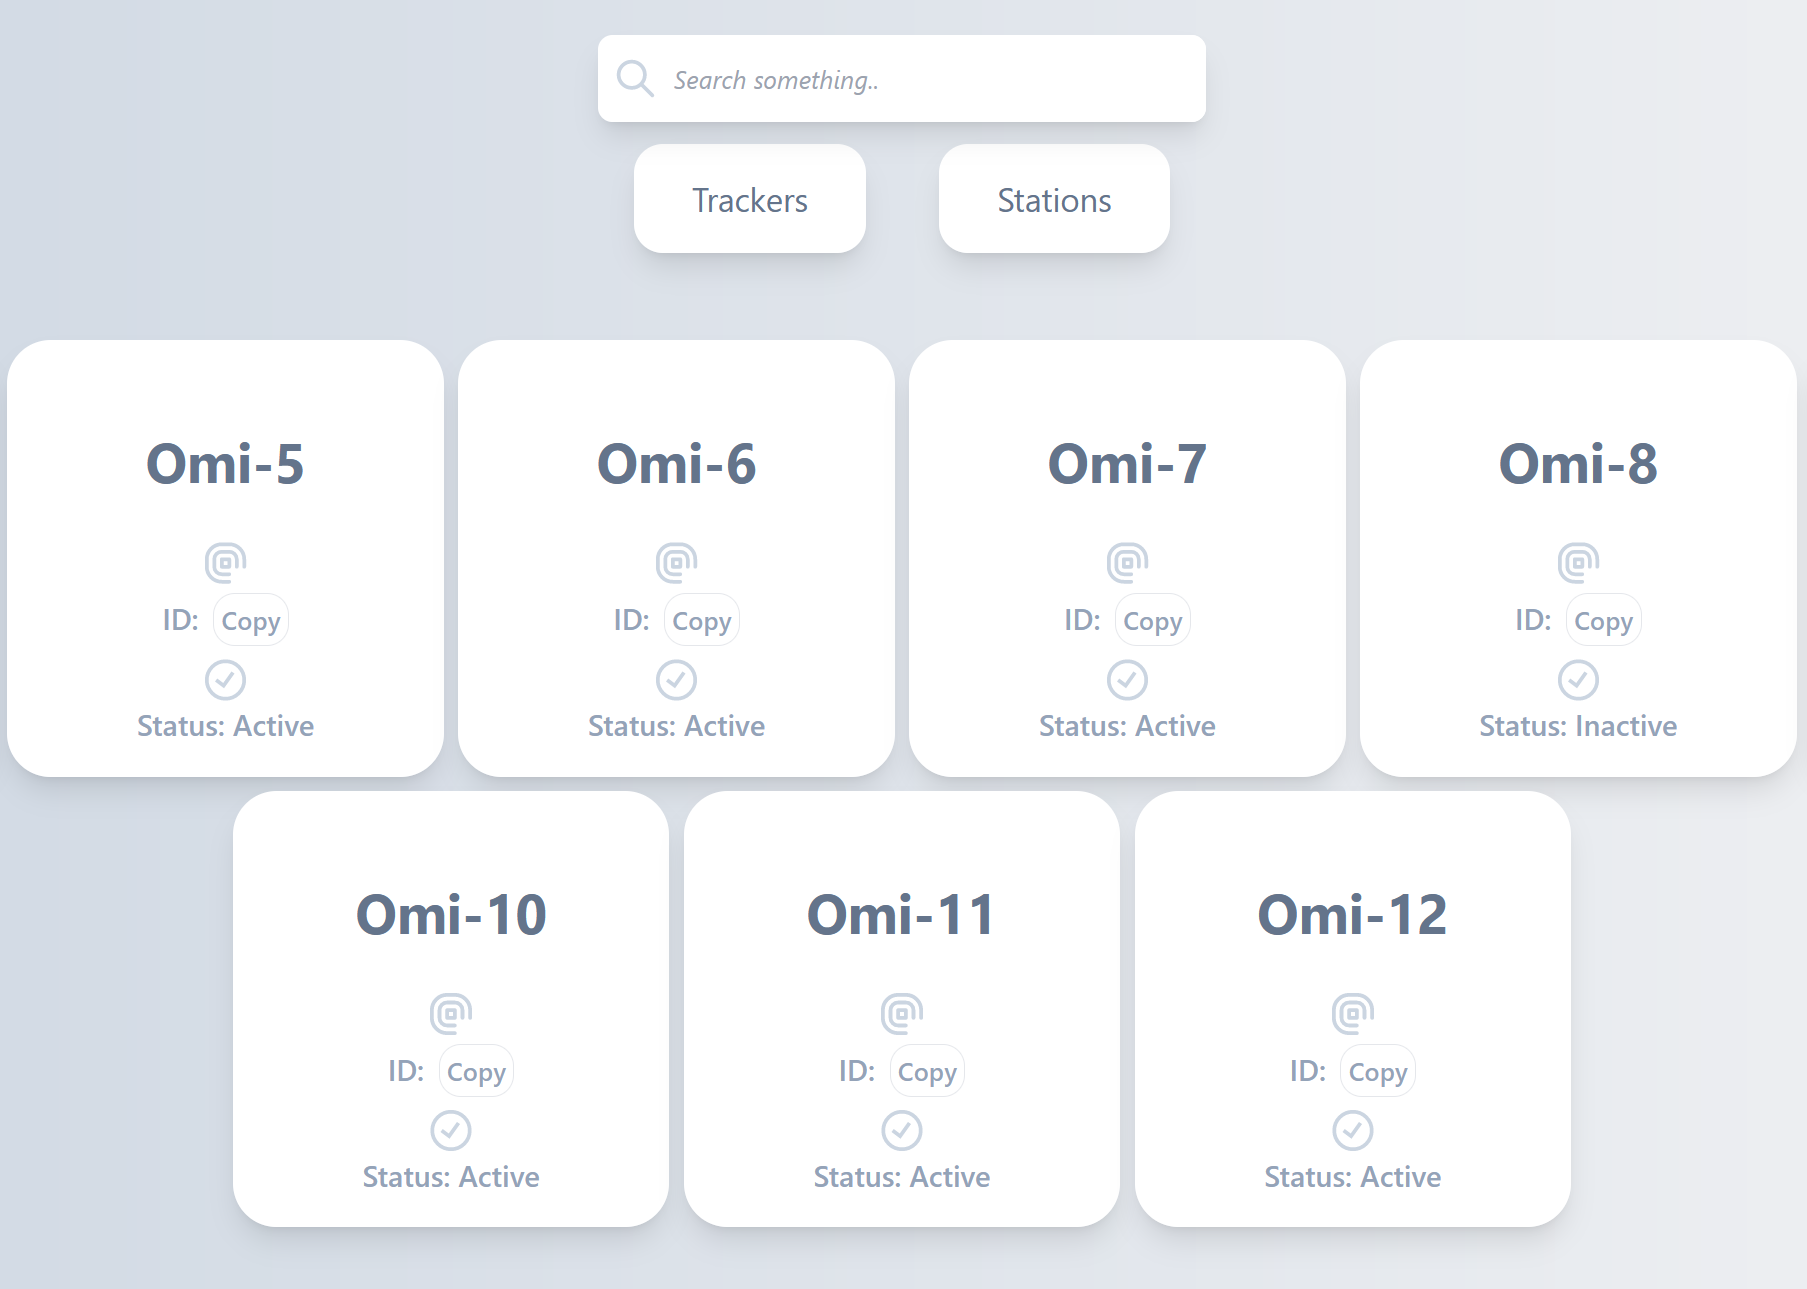 Search something..
Trackers
Stations
Omi-5
ID: Copy
Status: Active
Omi-6
ID: Copy
Status: Active
Omi-7
ID: Copy
Status: Active
Omi-8
ID: Copy
Status: Inactive
Omi-10
ID: Copy
Status: Active
Omi-11
ID: Copy
Status: Active
Omi-12
ID: Copy
Status: Active